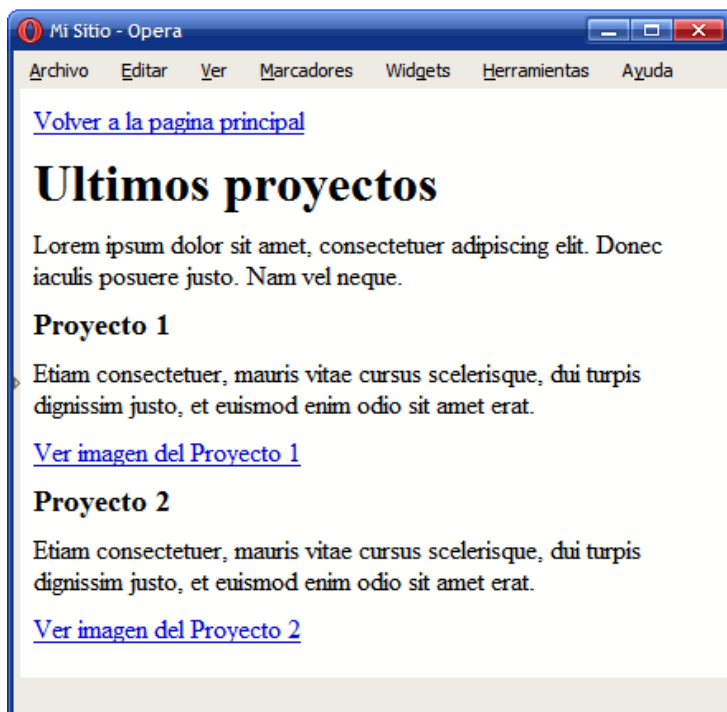 Mi Sitio - Opera
Archivo Editar Ver Marcadores Widgets Herramientas Ayuda
Volver a la pagina principal
Ultimos proyectos
Lorem ipsum dolor sit amet, consectetuer adipiscing elit. Donec
iaculis posuere justo. Nam vel neque.
Proyecto 1
Etiam consectetuer, mauris vitae cursus scelerisque, dui turpis
dignissim justo, et euismod enim odio sit amet erat.
Ver imagen del Proyecto 1
Proyecto 2
Etiam consectetuer, mauris vitae cursus scelerisque, dui turpis
dignissim justo, et euismod enim odio sit amet erat.
Ver imagen del Proyecto 2